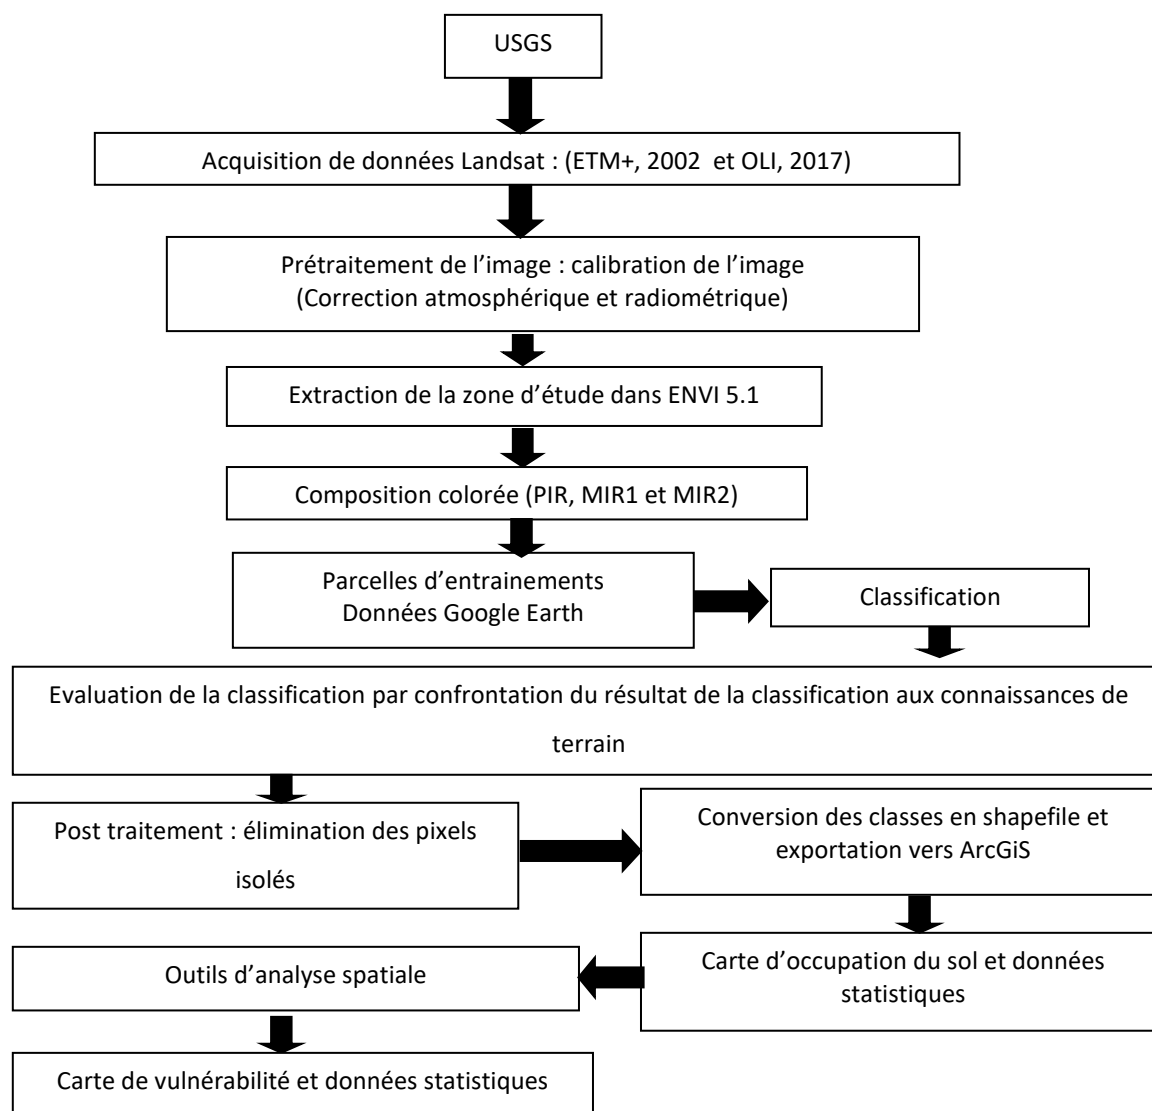 USGS
Acquisition de données Landsat : (ETM+, 2002 et OLI, 2017)
Prétraitement de l’image : calibration de l’image
(Correction atmosphérique et radiométrique)
Extraction de la zone d’étude dans ENVI 5.1
Composition colorée (PIR, MIR1 et MIR2)
Parcelles d’entrainements
Données Google Earth
Classification
Evaluation de la classification par confrontation du résultat de la classification aux connaissances de
terrain
Post traitement : élimination des pixels
isolés
Conversion des classes en shapefile et
exportation vers ArcGiS
Carte d’occupation du sol et données
statistiques
Outils d’analyse spatiale
Carte de vulnérabilité et données statistiques